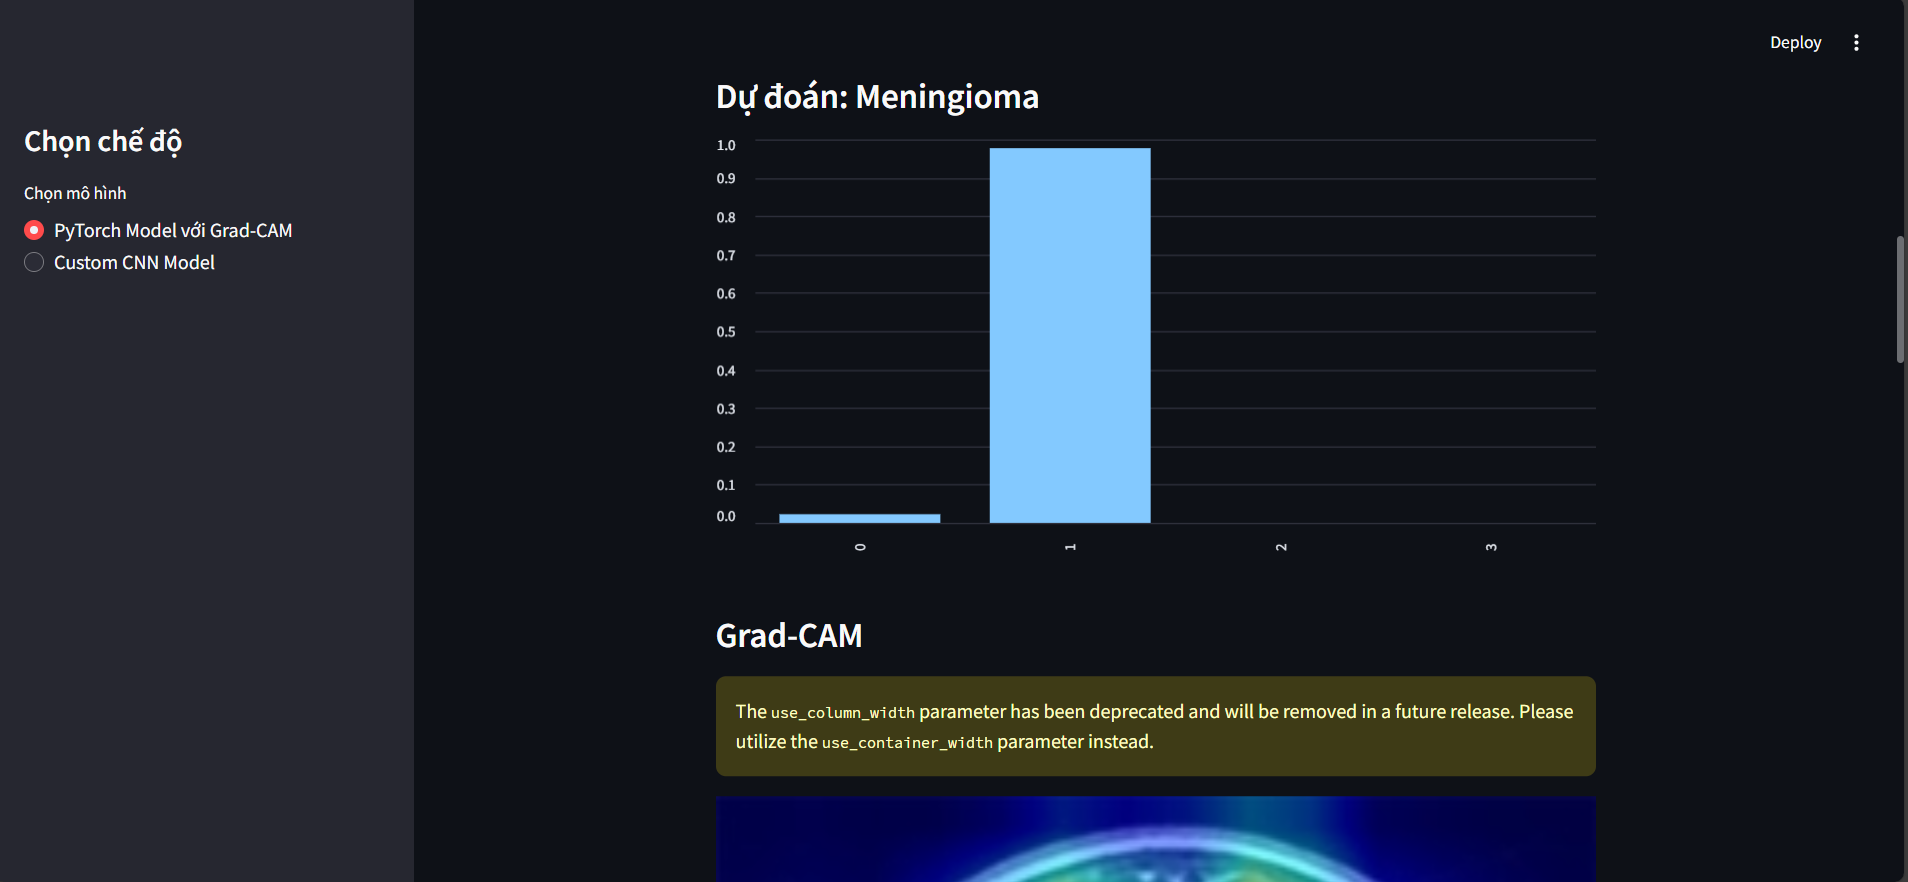 Deploy
Chọn chế độ
Chọn mô hình
PyTorch Model với Grad-CAM
Custom CNN Model
Dự đoán: Meningioma
1.0
0.9
0.8
0.7
0.6
0.5
0.4
0.3
0.2
0.1
0.0
0
1
2
3
Grad-CAM
The use_column_width parameter has been deprecated and will be removed in a future release. Please
utilize the use_container_width parameter instead.